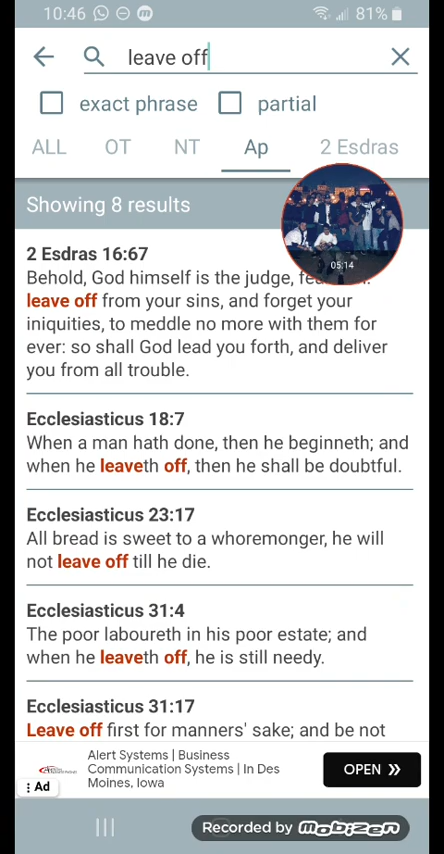 10:46 81%
leave off
exact phrase partial
ALL OT NT Ap 2 Esdras
Showing 8 results
05:14
2 Esdras 16:67
Behold, God himself is the judge,
leave off from your sins, and forget your
iniquities, to meddle no more with them for
ever: so shall God lead you forth, and deliver
you from all trouble.
Ecclesiasticus 18:7
When a man hath done, then he beginneth; and
when he leaveth off, then he shall be doubtful.
Ecclesiasticus 23:17
All bread is sweet to a whoremonger, he will
not leave off till he die.
Ecclesiasticus 31:4
The poor laboureth in his poor estate; and
when he leaveth off, he is still needy.
Ecclesiasticus 31:17
Leave off first for manners' sake; and be not
Alert Systems | Business
Communication Systems | In Des
Moines, Iowa
OPEN
Ad
Recorded by mobizen